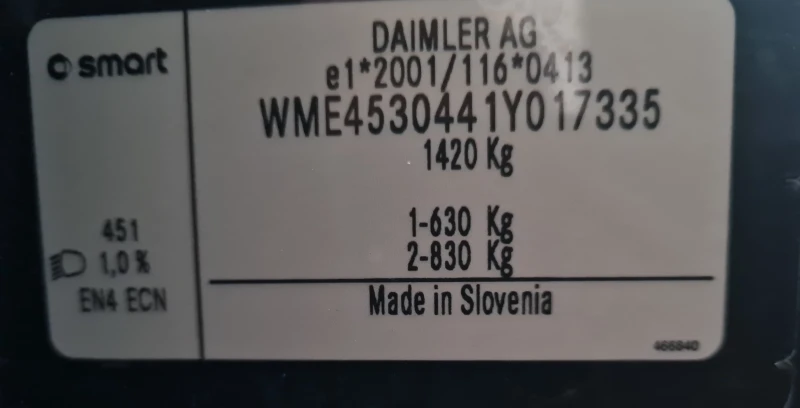 smart
451
1,0 %
EN4 ECN
DAIMLER AG
e1*2001/116*0413
WME4530441Y017335
1420 Kg
1-630 Kg
2-830 Kg
Made in Slovenia
466840